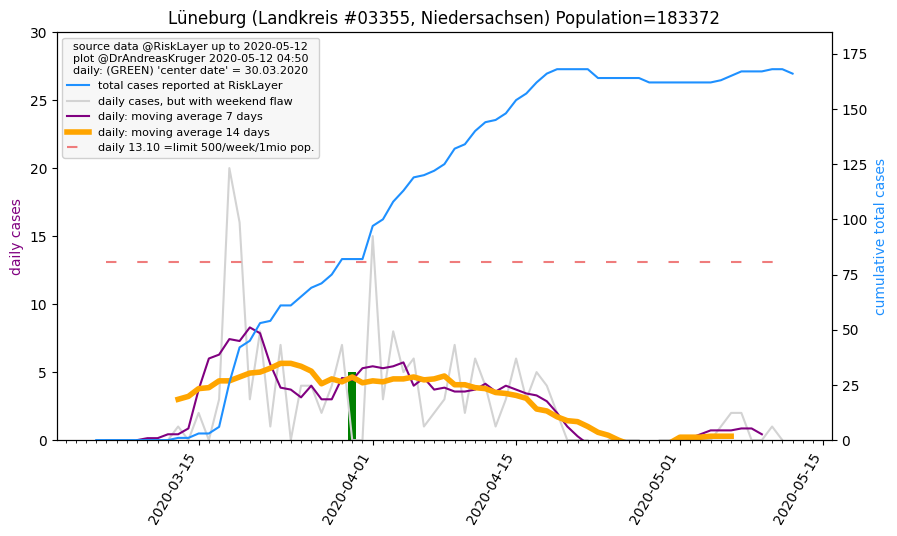 Lüneburg (Landkreis #03355, Niedersachsen) Population=183372
source data @RiskLayer up to 2020-05-12
plot @DrAndreasKruger 2020-05-12 04:50
daily: (GREEN) 'center date' = 30.03.2020
total cases reported at RiskLayer
daily cases, but with weekend flaw
daily: moving average 7 days
daily: moving average 14 days
daily 13.10 =limit 500/week/1mio pop.
daily cases
30
25
20
15
10
5
0
cumulative total cases
175
150
125
100
75
50
25
0
2020-03-15
2020-04-01
2020-04-15
2020-05-01
2020-05-15